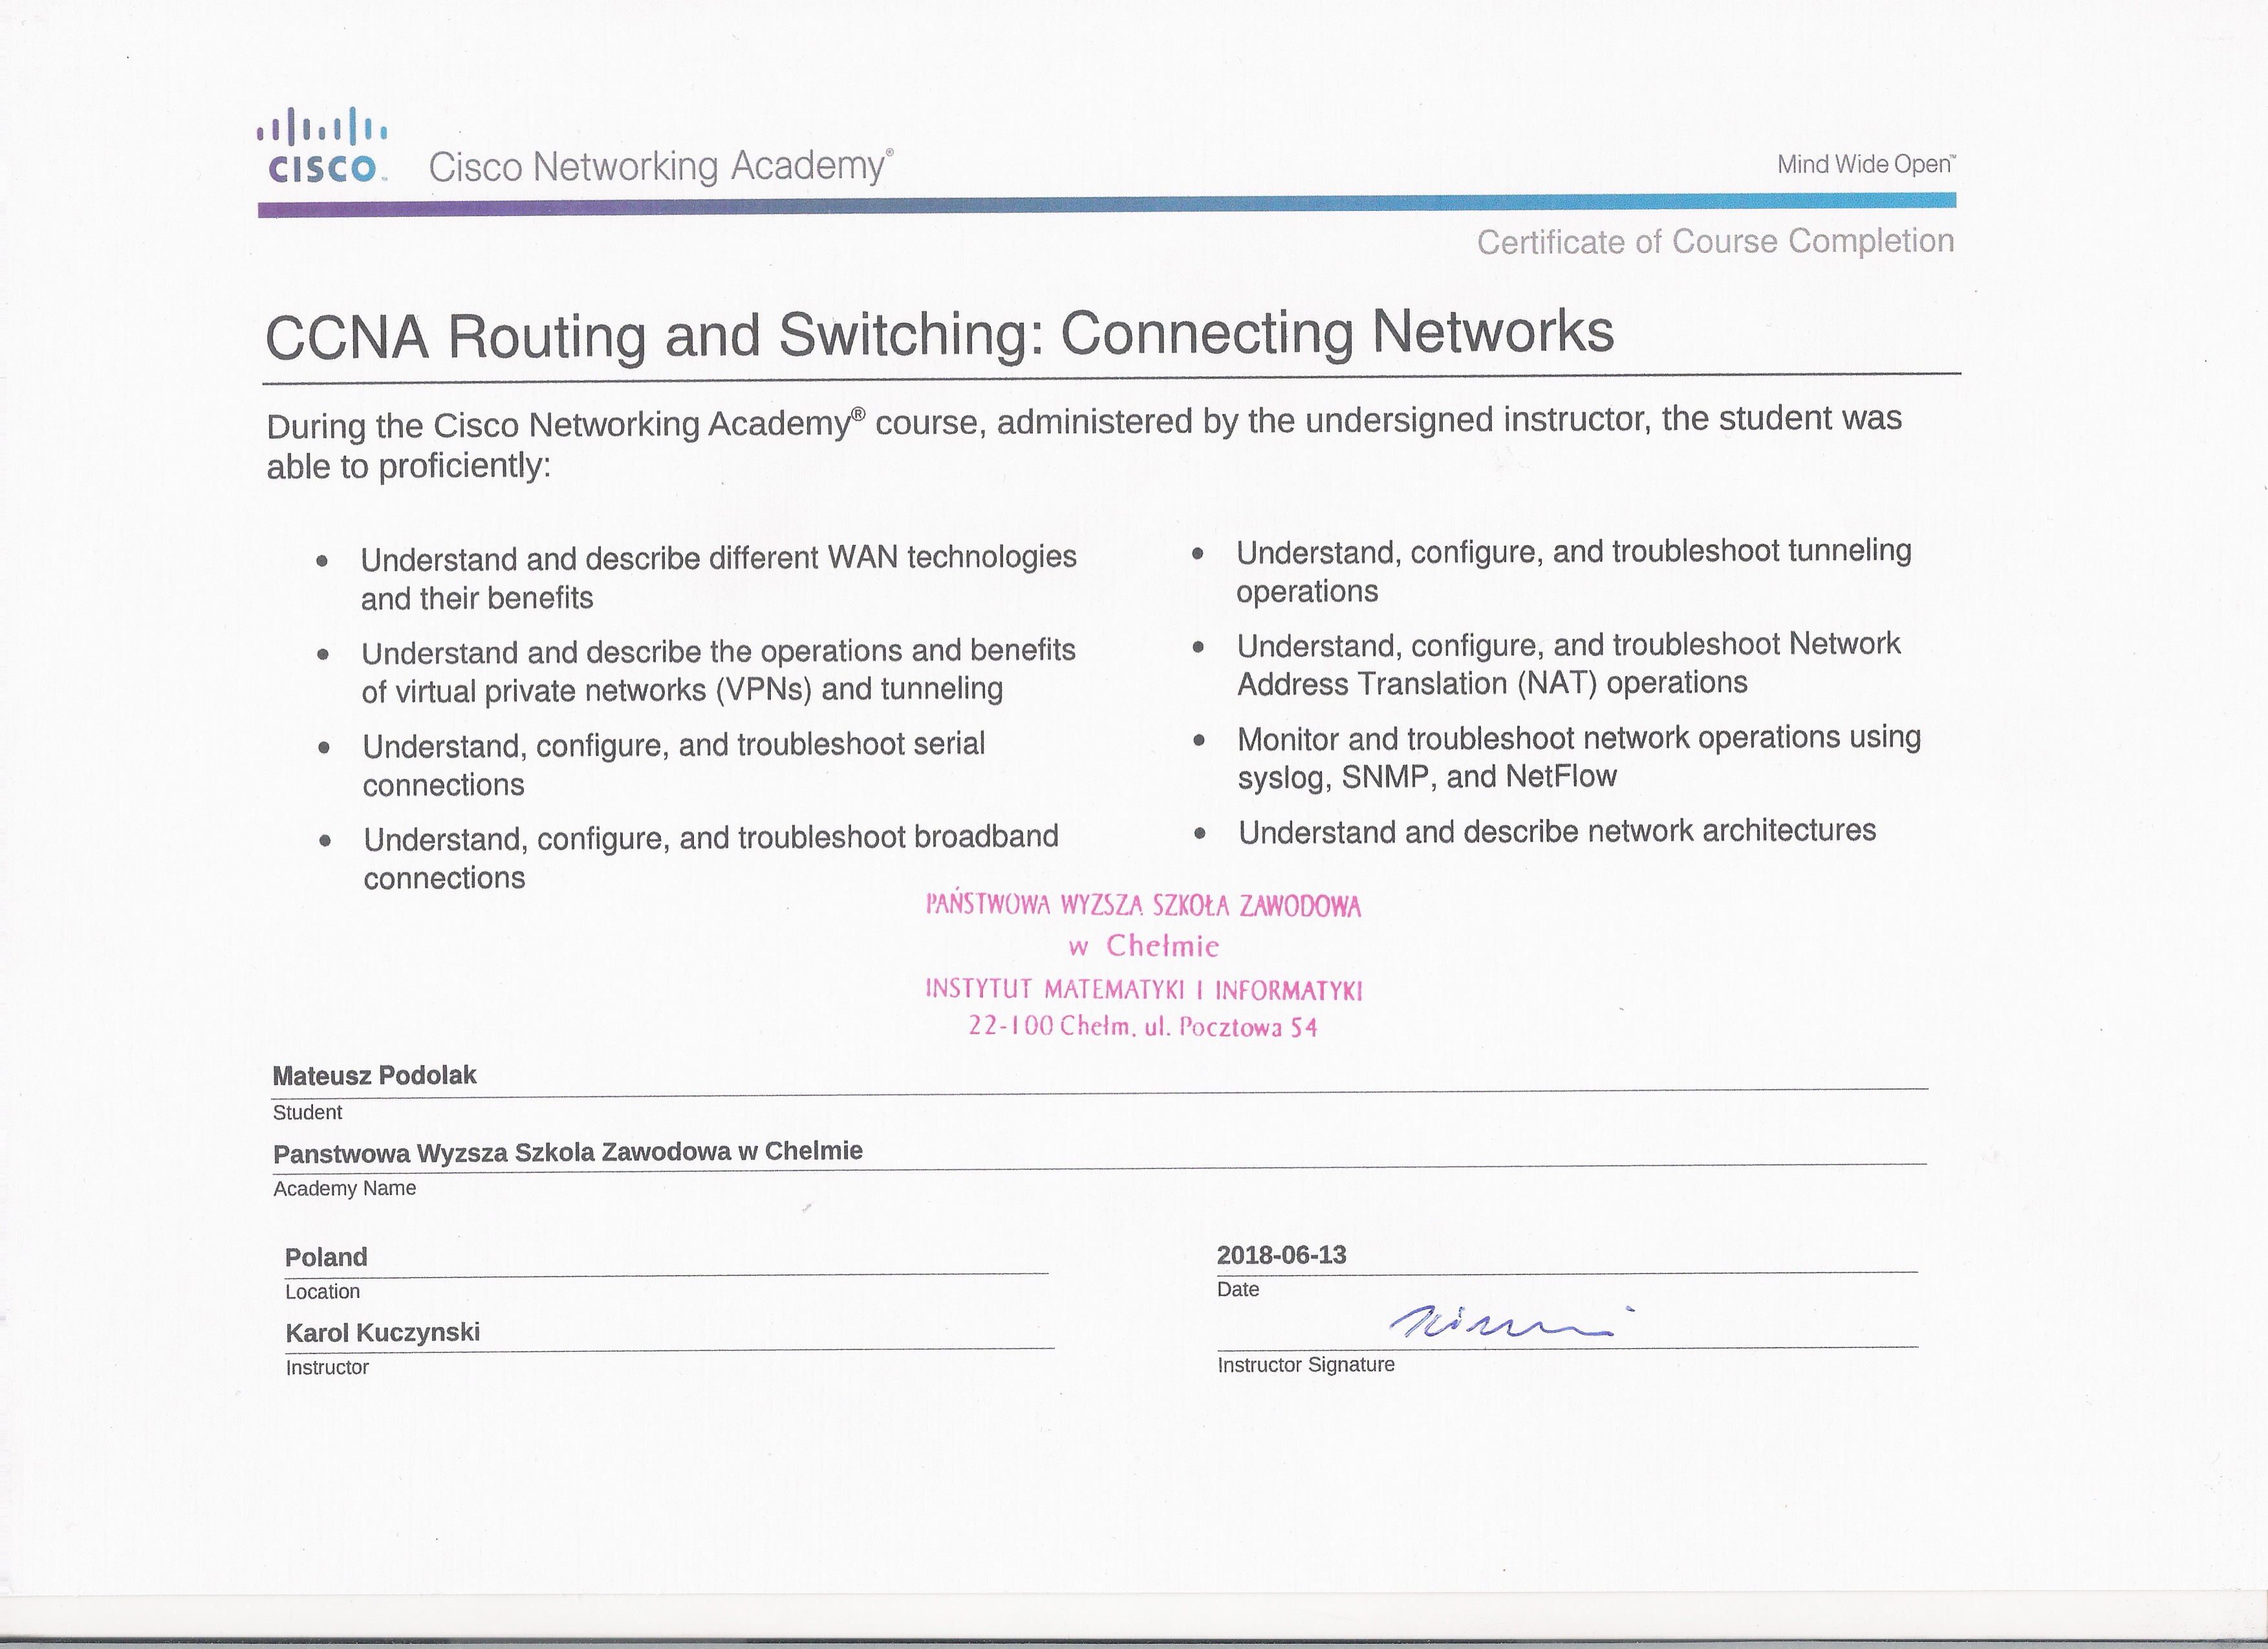 CISCO™ Cisco Networking Academy®
Mind Wide Open™
Certificate of Course Completion
CCNA Routing and Switching: Connecting Networks
During the Cisco Networking Academy® course, administered by the undersigned instructor, the student was
able to proficiently:
• Understand and describe different WAN technologies
and their benefits
• Understand and describe the operations and benefits
of virtual private networks (VPNs) and tunneling
• Understand, configure, and troubleshoot serial
connections
• Understand, configure, and troubleshoot broadband
connections
• Understand, configure, and troubleshoot tunneling
operations
• Understand, configure, and troubleshoot Network
Address Translation (NAT) operations
• Monitor and troubleshoot network operations using
syslog, SNMP, and NetFlow
• Understand and describe network architectures
PAŃSTWOWA WYZSZA SZKOŁA ZAWODOWA
w Chełmie
INSTYTUT MATEMATYKI I INFORMATYKI
22-100 Chełm. ul. Pocztowa 54
Mateusz Podolak
Student
Panstwowa Wyzsza Szkola Zawodowa w Chelmie
Academy Name
Poland
Location
2018-06-13
Date
Karol Kuczynski
Instructor
Instructor Signature